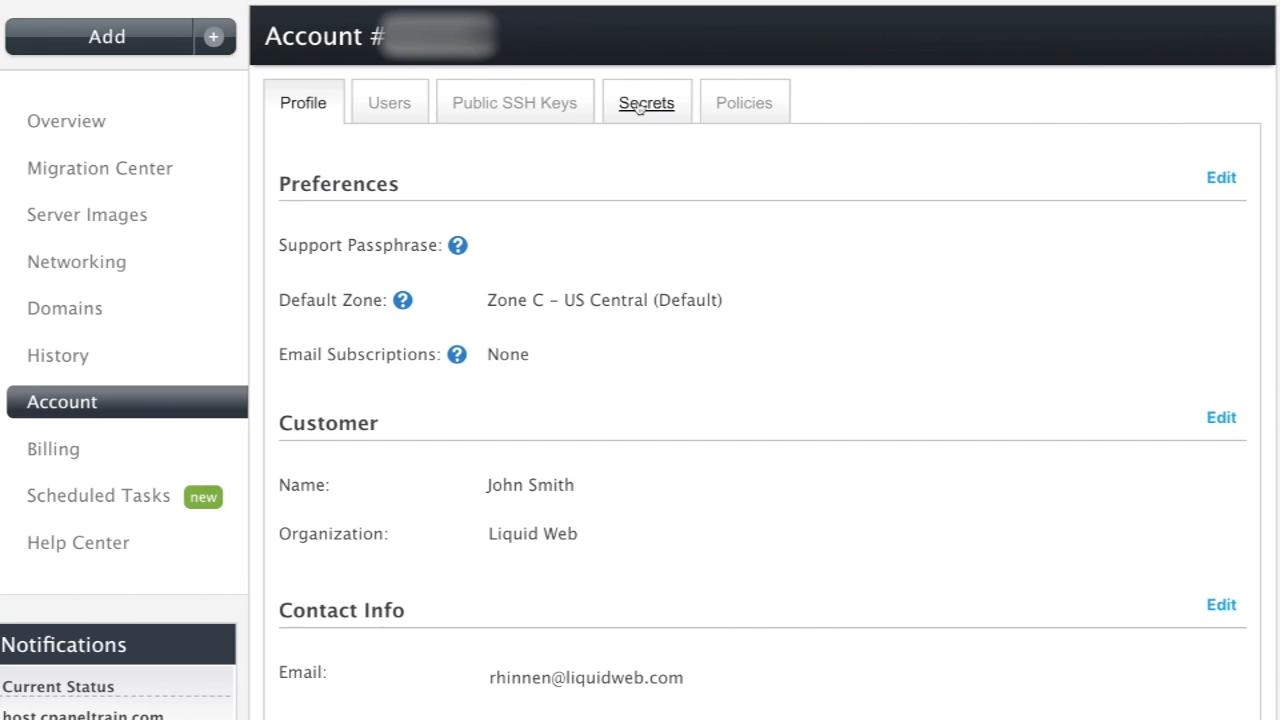 Add +
Account #
Profile Users Public SSH Keys Secrets Policies
Overview
Migration Center
Server Images
Networking
Domains
History
Account
Billing
Scheduled Tasks new
Help Center
Notifications
Current Status
host.cpaneltrain.com
Preferences Edit
Support Passphrase: ?
Default Zone: ? Zone C – US Central (Default)
Email Subscriptions: ? None
Customer Edit
Name: John Smith
Organization: Liquid Web
Contact Info Edit
Email: rhinnen@liquidweb.com